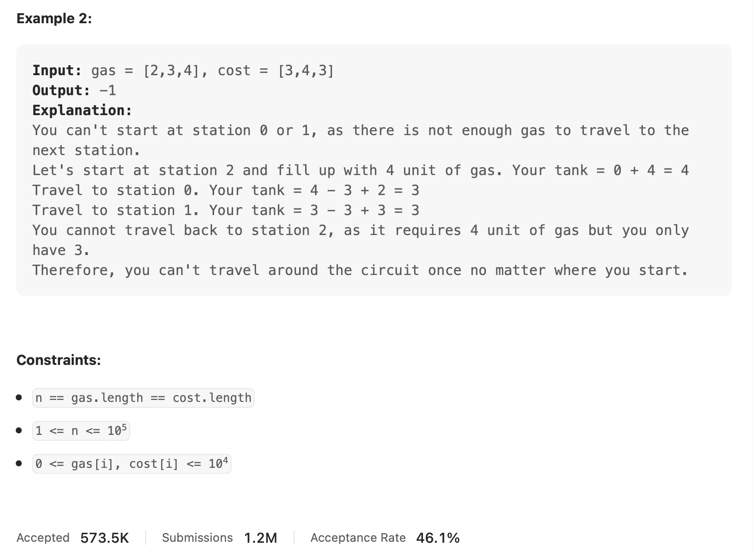 Example 2:
Input: gas = [2,3,4], cost = [3,4,3]
Output: -1
Explanation:
You can't start at station 0 or 1, as there is not enough gas to travel to the
next station.
Let's start at station 2 and fill up with 4 unit of gas. Your tank = 0 + 4 = 4
Travel to station 0. Your tank = 4 - 3 + 2 = 3
Travel to station 1. Your tank = 3 - 3 + 3 = 3
You cannot travel back to station 2, as it requires 4 unit of gas but you only
have 3.
Therefore, you can't travel around the circuit once no matter where you start.
Constraints:
• n == gas.length == cost.length
• 1 <= n <= 10⁵
• 0 <= gas[i], cost[i] <= 10⁴
Accepted 573.5K Submissions 1.2M Acceptance Rate 46.1%